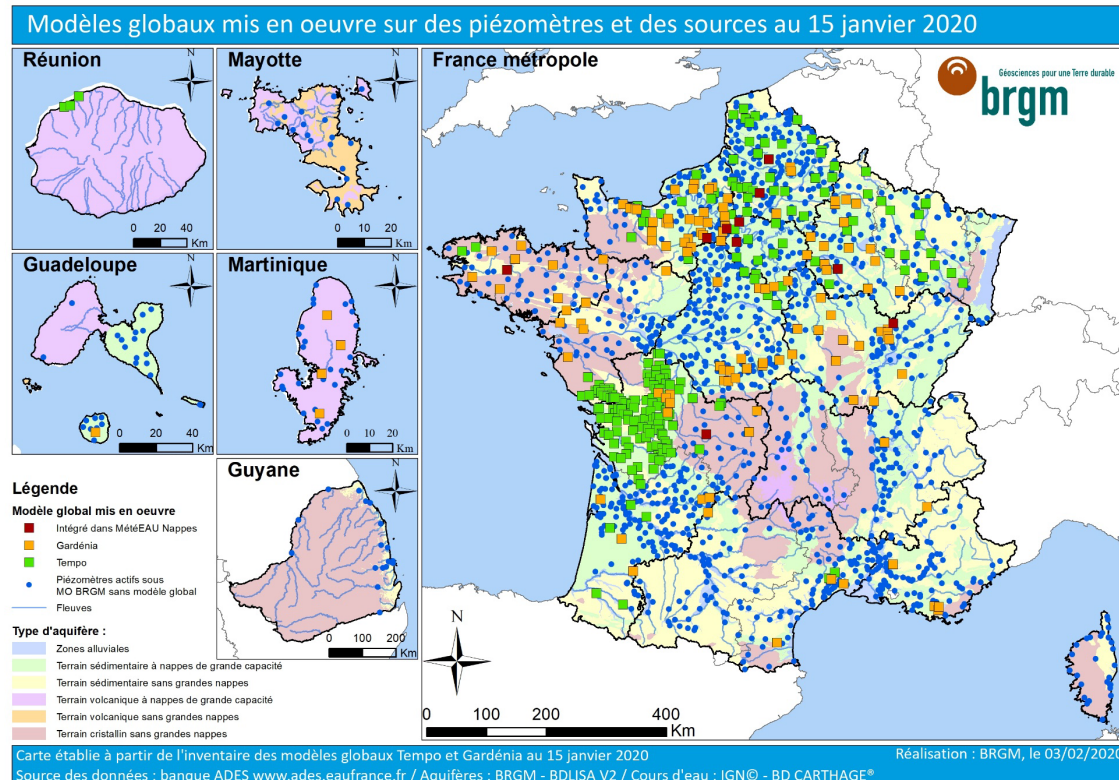 Modèles globaux mis en oeuvre sur des piézomètres et des sources au 15 janvier 2020
Réunion
N
0 20 40
Km
Mayotte
N
0 10 20
Km
France métropole
Géosciences pour une Terre durable
brgm
Guadeloupe
N
0 20 40
Km
Martinique
N
0 10 20
Km
Guyane
N
0 100 200
Km
Légende
Modèle global mis en oeuvre
Intégré dans MétéEAU Nappes
Gardénia
Tempo
Piézomètres actifs sous
MO BRGM sans modèle global
Fleuves
Type d'aquifère :
Zones alluviales
Terrain sédimentaire à nappes de grande capacité
Terrain sédimentaire sans grandes nappes
Terrain volcanique à nappes de grande capacité
Terrain volcanique sans grandes nappes
Terrain cristallin sans grandes nappes
N
0 100 200 400
Km
Carte établie à partir de l'inventaire des modèles globaux Tempo et Gardénia au 15 janvier 2020
Réalisation : BRGM, le 03/02/2020
Source des données : banque ADES www.ades.eaufrance.fr / Aquifères : BRGM - BDLISA V2 / Cours d'eau : IGN© - BD CARTHAGE®